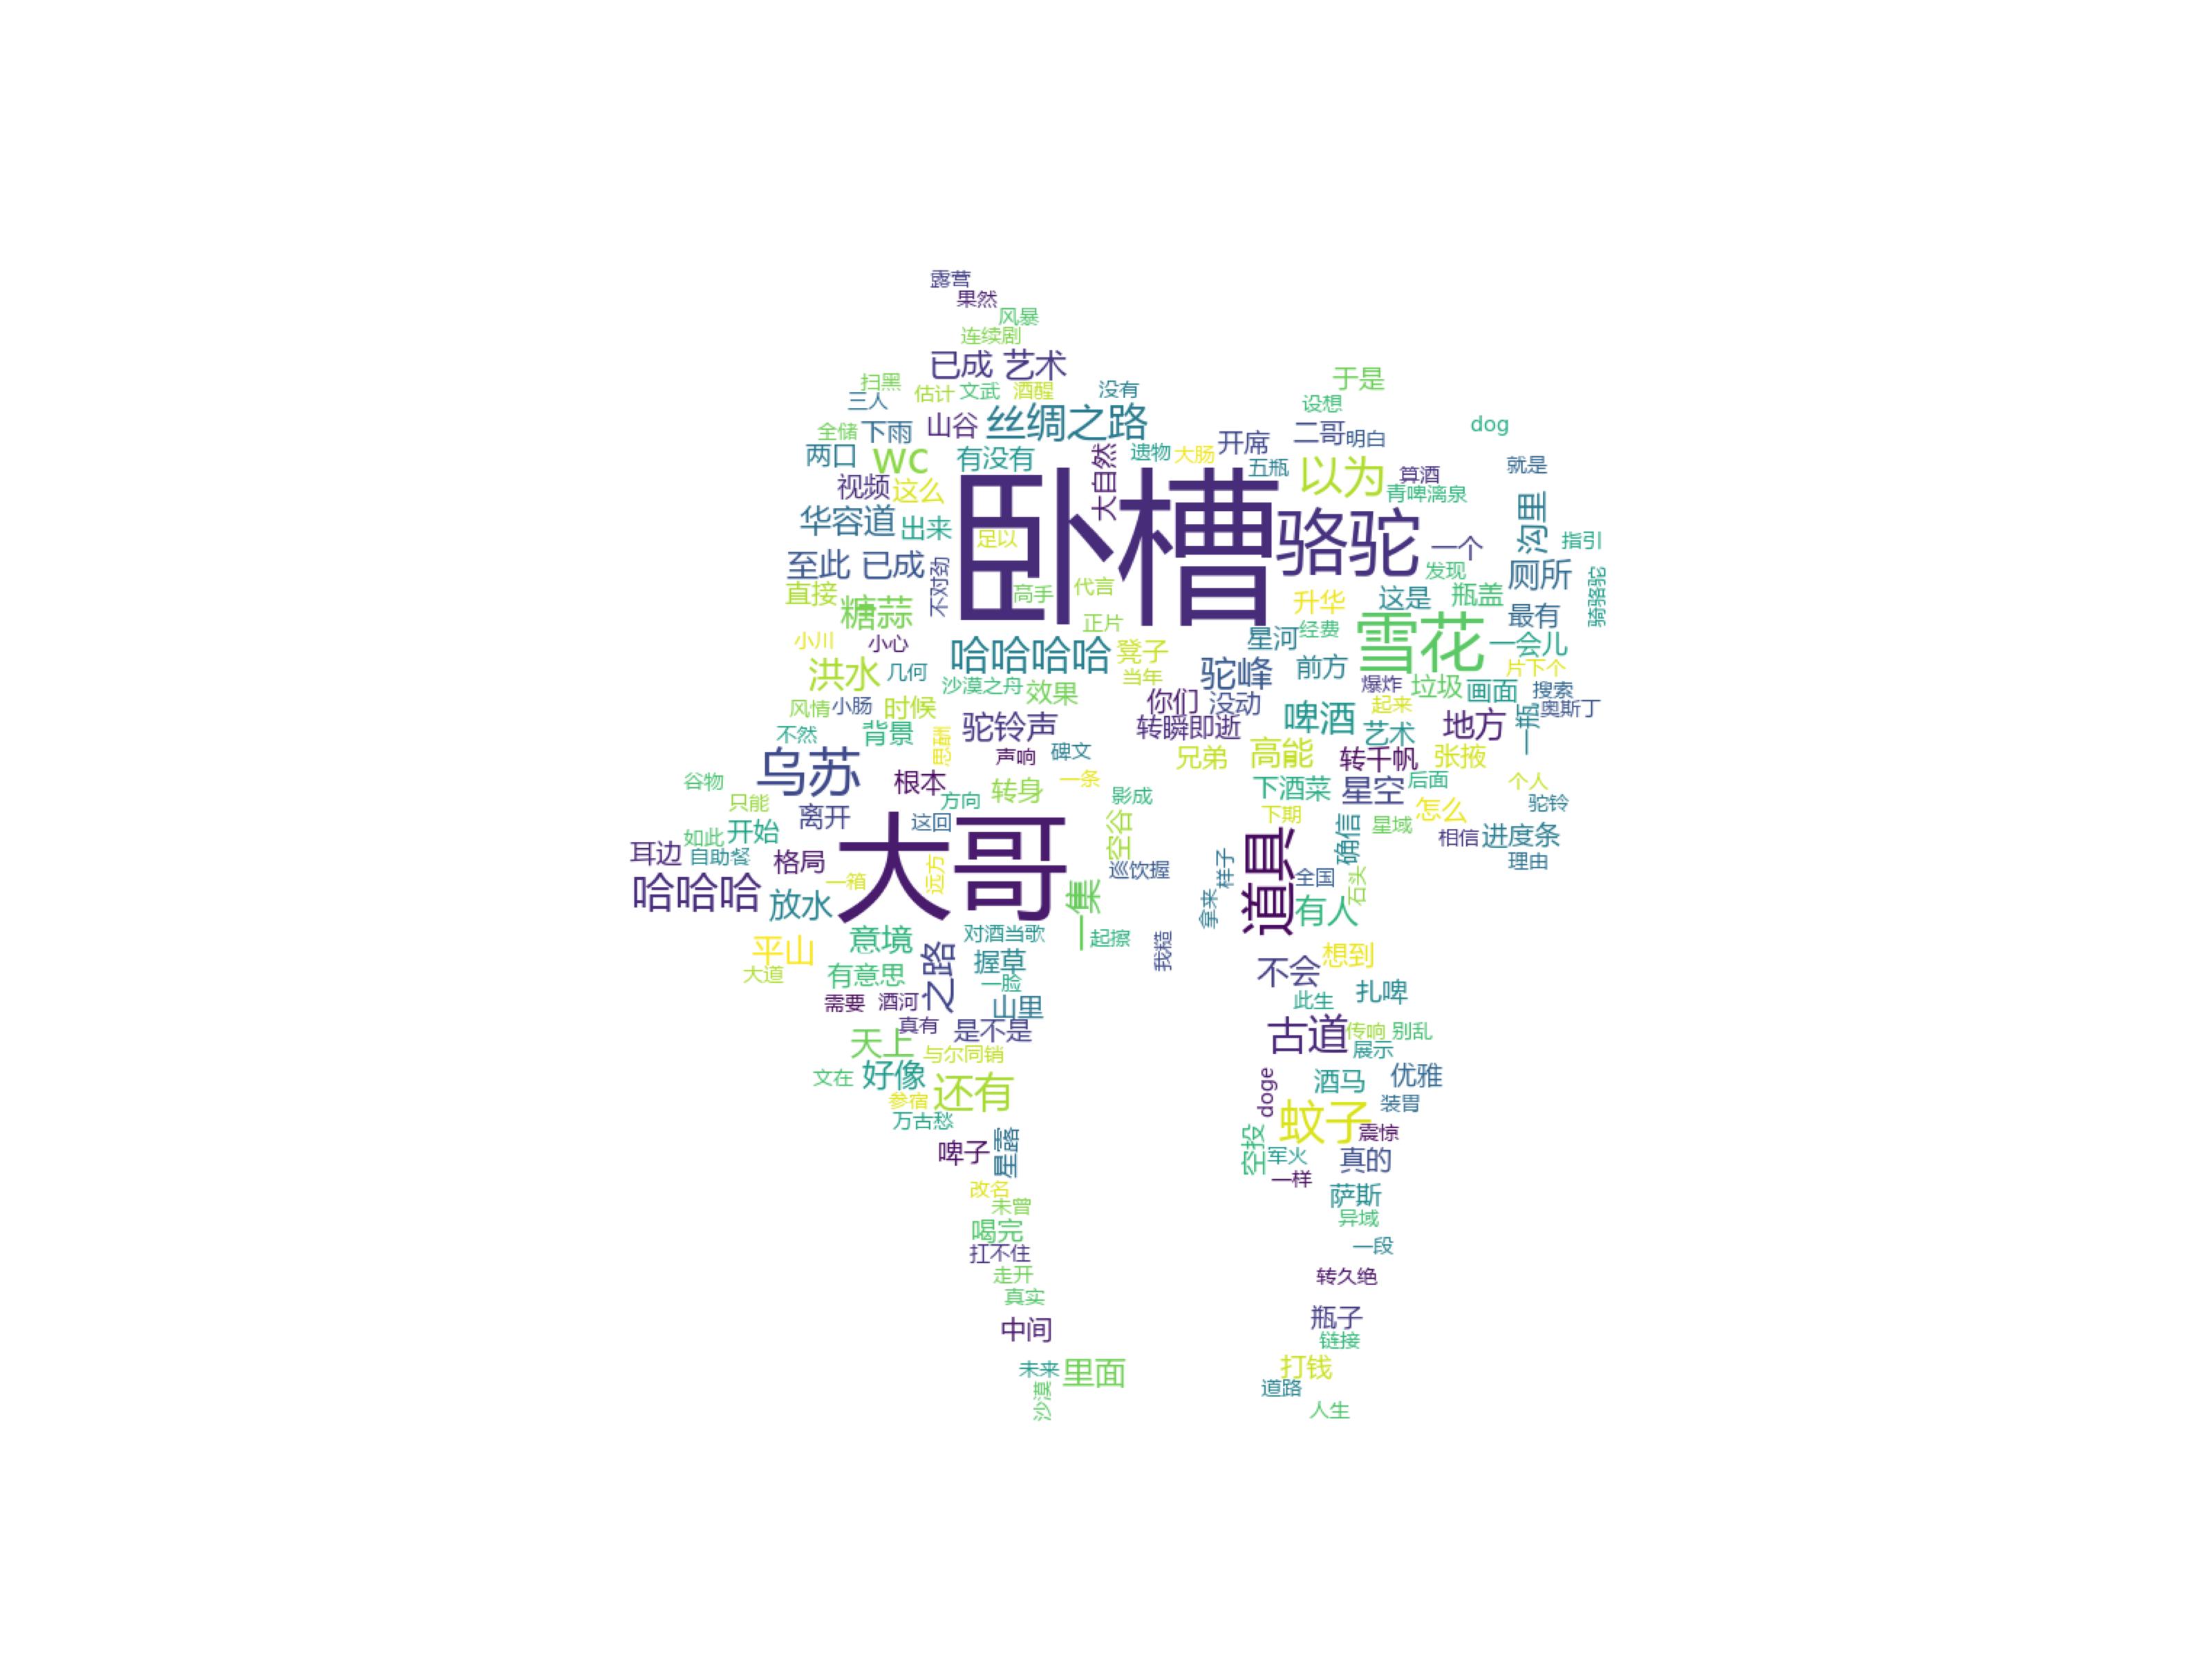 露营
果然
风暴
连续剧
已成 艺术
于是
扫黑
估计
文武
酒醒
没有
三人
设想
全储
下雨
山谷
丝绸之路
开席
二哥
明白
dog
两口
wc
有没有
大自然
遗物
大肠
五瓶
以为
算酒
就是
视频
这么
卧槽
青啤漓泉
华容道
出来
足以
骆驼
一个
沟里
指引
至此 已成
不对劲
高手
代言
发现
厕所
骑骆驼
直接
糖蒜
正片
升华
这是
瓶盖
最有
小川
小心
哈哈哈哈
凳子
星河
经费
雪花
一会儿
洪水
几何
沙漠之丹
效果
当年
驼峰
前方
片下个
爆炸
垃圾
画面
搜索
风情
小肠
时候
你们
没动
起来
奥斯丁
不然
背景
思酬
驼铃声
转瞬即逝
啤酒
艺术
地方
一瓶
乌苏
声响
碑文
兄弟
高能
转千帆
张掖
谷物
根本
转身
一条
下酒菜
星空
后面
个人
只能
离开
方向
影成
下期
怎么
驼铃
如此
开始
这回
空谷
确信
星域
相信
进度条
耳边
自助餐
格局
大哥
道具
理由
哈哈哈
一箱
远方
巡饮握
样子
全国
石头
放水
一集
拿来
有人
平山
意境
之路
对酒当歌
起擦
我糙
想到
大道
有意思
握草
不会
需要
酒河
一脸
此生
扎啤
真有
山里
是不是
古道
传响
别乱
天上
与尔同销
展示
文在
好像
还有
doge
酒马
优雅
参宿
装胃
万古愁
蚊子
震惊
啤子
星露
空投
军火
真的
一样
改名
萨斯
未曾
异域
喝完
一段
扛不住
走开
转久绝
真实
中间
瓶子
链接
未来
里面
打钱
沙漠
道路
人生